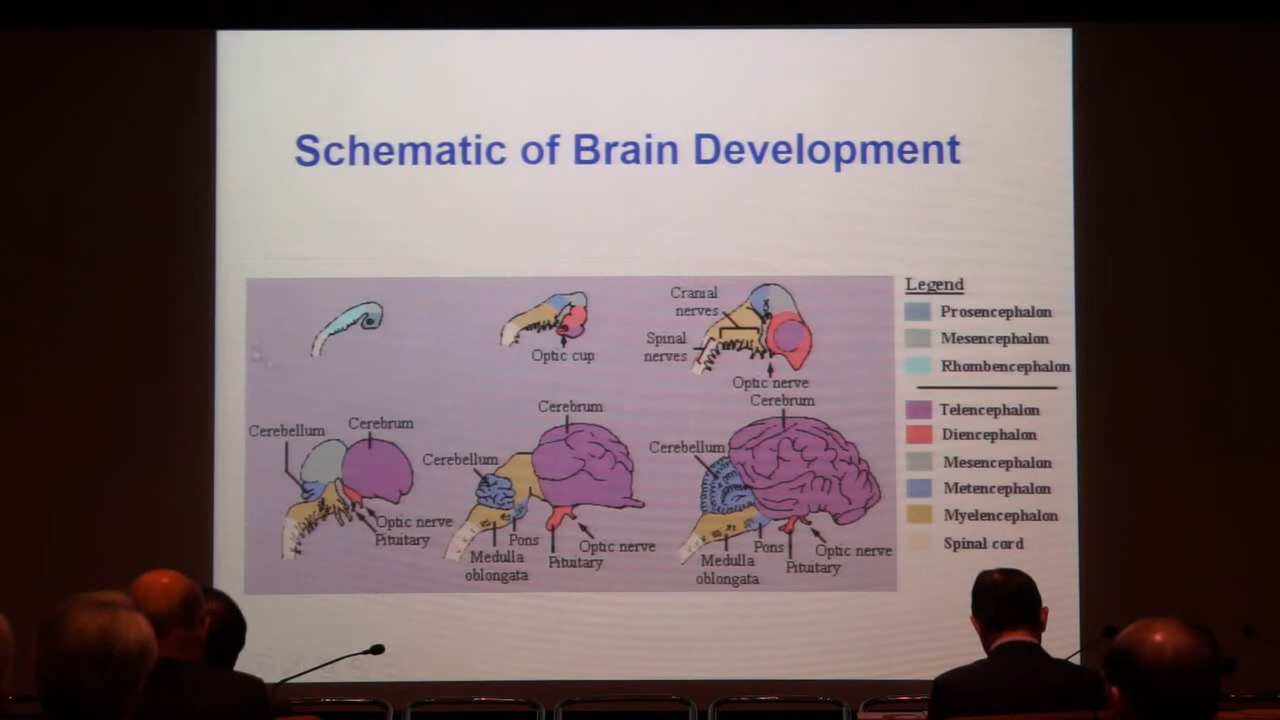 Schematic of Brain Development
Optic cup
Cranial
nerves
Spinal
nerves
Optic nerve
Cerebellum
Cerebrum
Optic nerve
Pituitary
Cerebrum
Cerebellum
Pons
Medulla
oblongata
Optic nerve
Pituitary
Cerebrum
Cerebellum
Pons
Medulla
oblongata
Optic nerve
Pituitary
Legend
Prosencephalon
Mesencephalon
Rhombencephalon
Telencephalon
Diencephalon
Mesencephalon
Metencephalon
Myelencephalon
Spinal cord